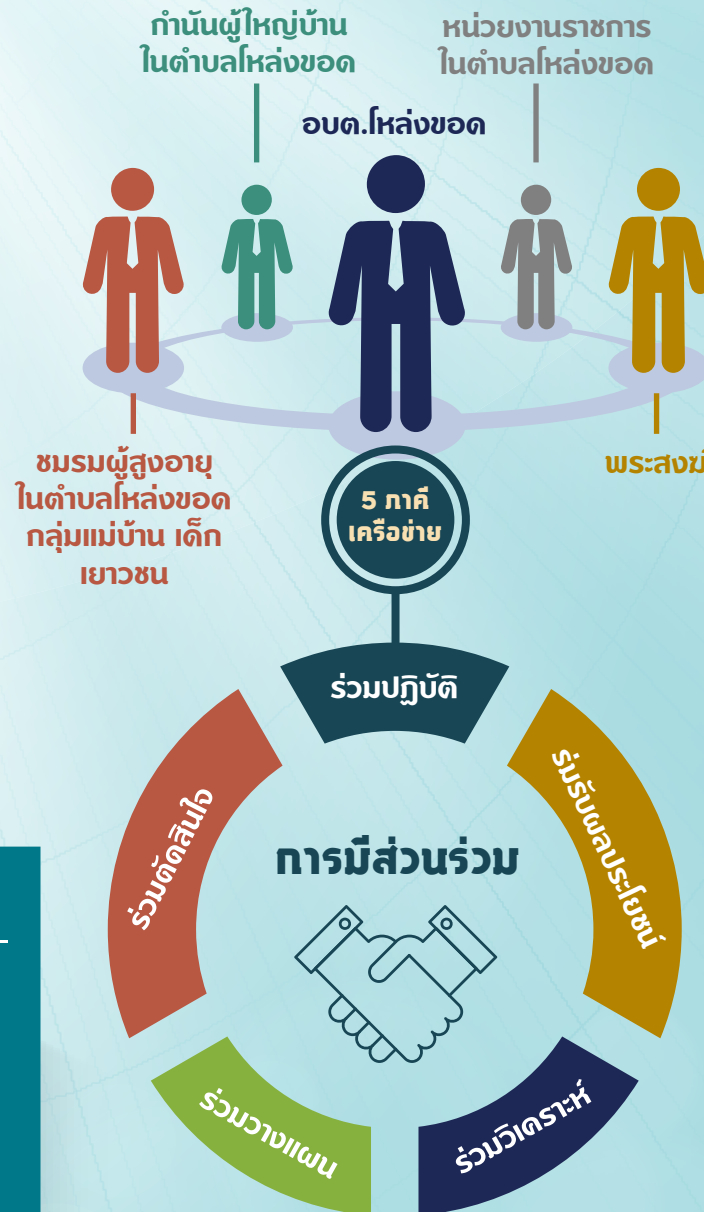 กำนันผู้ใหญ่บ้าน
ในตำบลโหล่งขอด
หน่วยงานราชการ
ในตำบลโหล่งขอด
อบต.โหล่งขอด
ชมรมผู้สูงอายุ
ในตำบลโหล่งขอด
กลุ่มแม่บ้าน เด็ก
เยาวชน
5 ภาคี
เครือข่าย
ร่วมปฏิบัติ
ร่วมตัดสินใจ
ร่มรับผลประโยชน์
การมีส่วนร่วม
ร่วมวางแผน
ร่วมวิเคราะห์